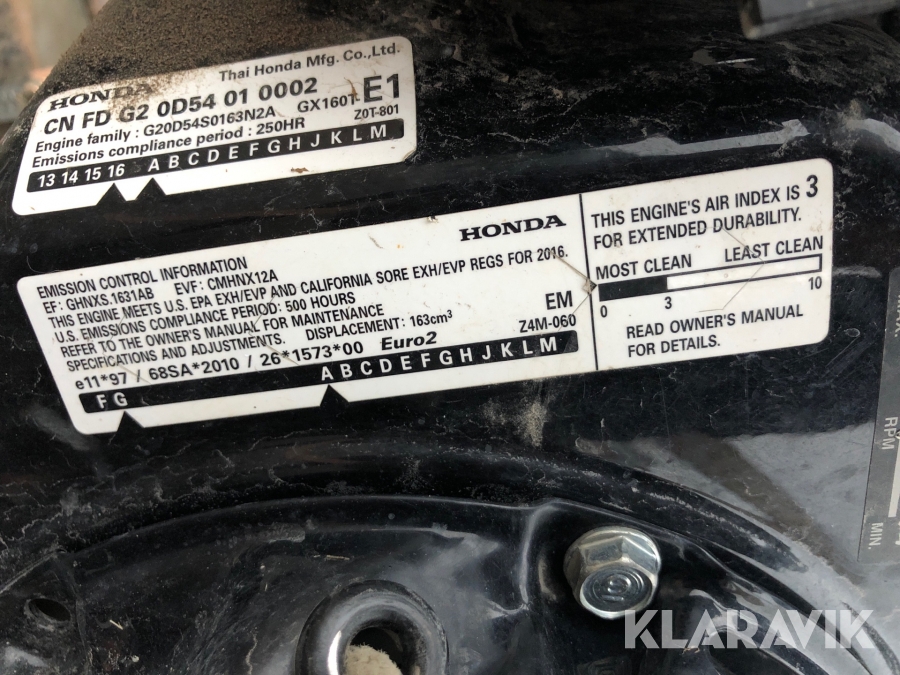 HONDA Thai Honda Mfg. Co.,Ltd.
CN FD G2 0D54 01 0002 GX160T- E1
Engine family : G20D54S0163N2A Z0T-801
Emissions compliance period : 250HR
13 14 15 16 A B C D E F G H J K L M
HONDA
EMISSION CONTROL INFORMATION
EF: GHNXS.1631AB EVF: CMHNX12A
THIS ENGINE MEETS U.S. EPA EXH/EVP AND CALIFORNIA SORE EXH/EVP REGS FOR 2016.
U.S. EMISSIONS COMPLIANCE PERIOD: 500 HOURS
REFER TO THE OWNER'S MANUAL FOR MAINTENANCE EM
SPECIFICATIONS AND ADJUSTMENTS. DISPLACEMENT: 163cm³ Z4M-060
e11*97 / 68SA*2010 / 26*1573*00 Euro2
F G A B C D E F G H J K L M
THIS ENGINE'S AIR INDEX IS 3
FOR EXTENDED DURABILITY.
MOST CLEAN LEAST CLEAN
0 3 10
READ OWNER'S MANUAL
FOR DETAILS.
RPM
MIN.
KLARAVIK